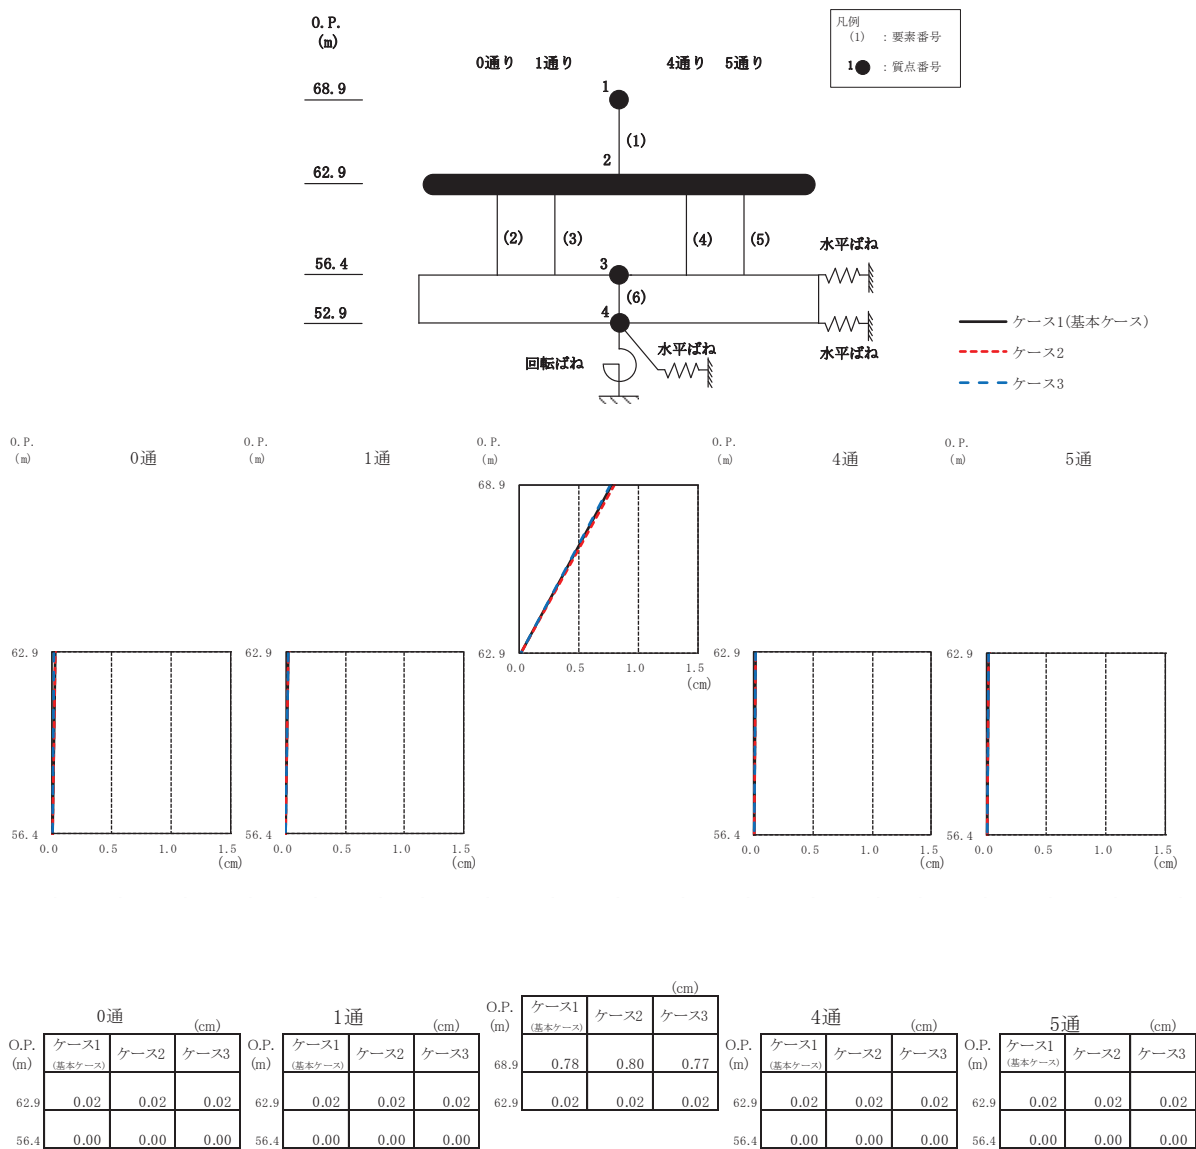 O.P.
(m)
凡例
(1) : 要素番号
1 : 質点番号
0通り 1通り 4通り 5通り
68.9
1
(1)
2
62.9
(2) (3) (4) (5)
水平ばね
56.4
3
(6)
52.9
4
水平ばね
水平ばね
回転ばね
ケース1(基本ケース)
ケース2
ケース3
O.P.
(m)
0通
O.P.
(m)
1通
O.P.
(m)
O.P.
(m)
4通
O.P.
(m)
5通
68.9
62.9
0.0 0.5 1.0 1.5
(cm)
62.9
56.4
0.0 0.5 1.0 1.5
(cm)
62.9
56.4
0.0 0.5 1.0 1.5
(cm)
62.9
56.4
0.0 0.5 1.0 1.5
(cm)
62.9
56.4
0.0 0.5 1.0 1.5
(cm)
0通 (cm)
O.P.
(m)
ケース1
(基本ケース)
ケース2 ケース3
62.9 0.02 0.02 0.02
56.4 0.00 0.00 0.00
1通 (cm)
O.P.
(m)
ケース1
(基本ケース)
ケース2 ケース3
62.9 0.02 0.02 0.02
56.4 0.00 0.00 0.00
(cm)
O.P.
(m)
ケース1
(基本ケース)
ケース2 ケース3
68.9 0.78 0.80 0.77
62.9 0.02 0.02 0.02
4通 (cm)
O.P.
(m)
ケース1
(基本ケース)
ケース2 ケース3
62.9 0.02 0.02 0.02
56.4 0.00 0.00 0.00
5通 (cm)
O.P.
(m)
ケース1
(基本ケース)
ケース2 ケース3
62.9 0.02 0.02 0.02
56.4 0.00 0.00 0.00